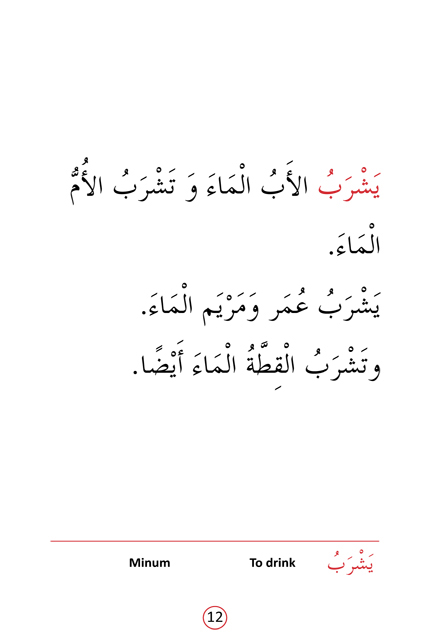 يَشْرَبُ الأَبُ الْمَاءَ وَ تَشْرَبُ الأُمُّ
الْمَاءَ.
يَشْرَبُ عُمَر وَمَرْيَم الْمَاءَ.
وتَشْرَبُ الْقِطَّةُ الْمَاءَ أَيْضًا.
يَشْرَبُ To drink Minum
12